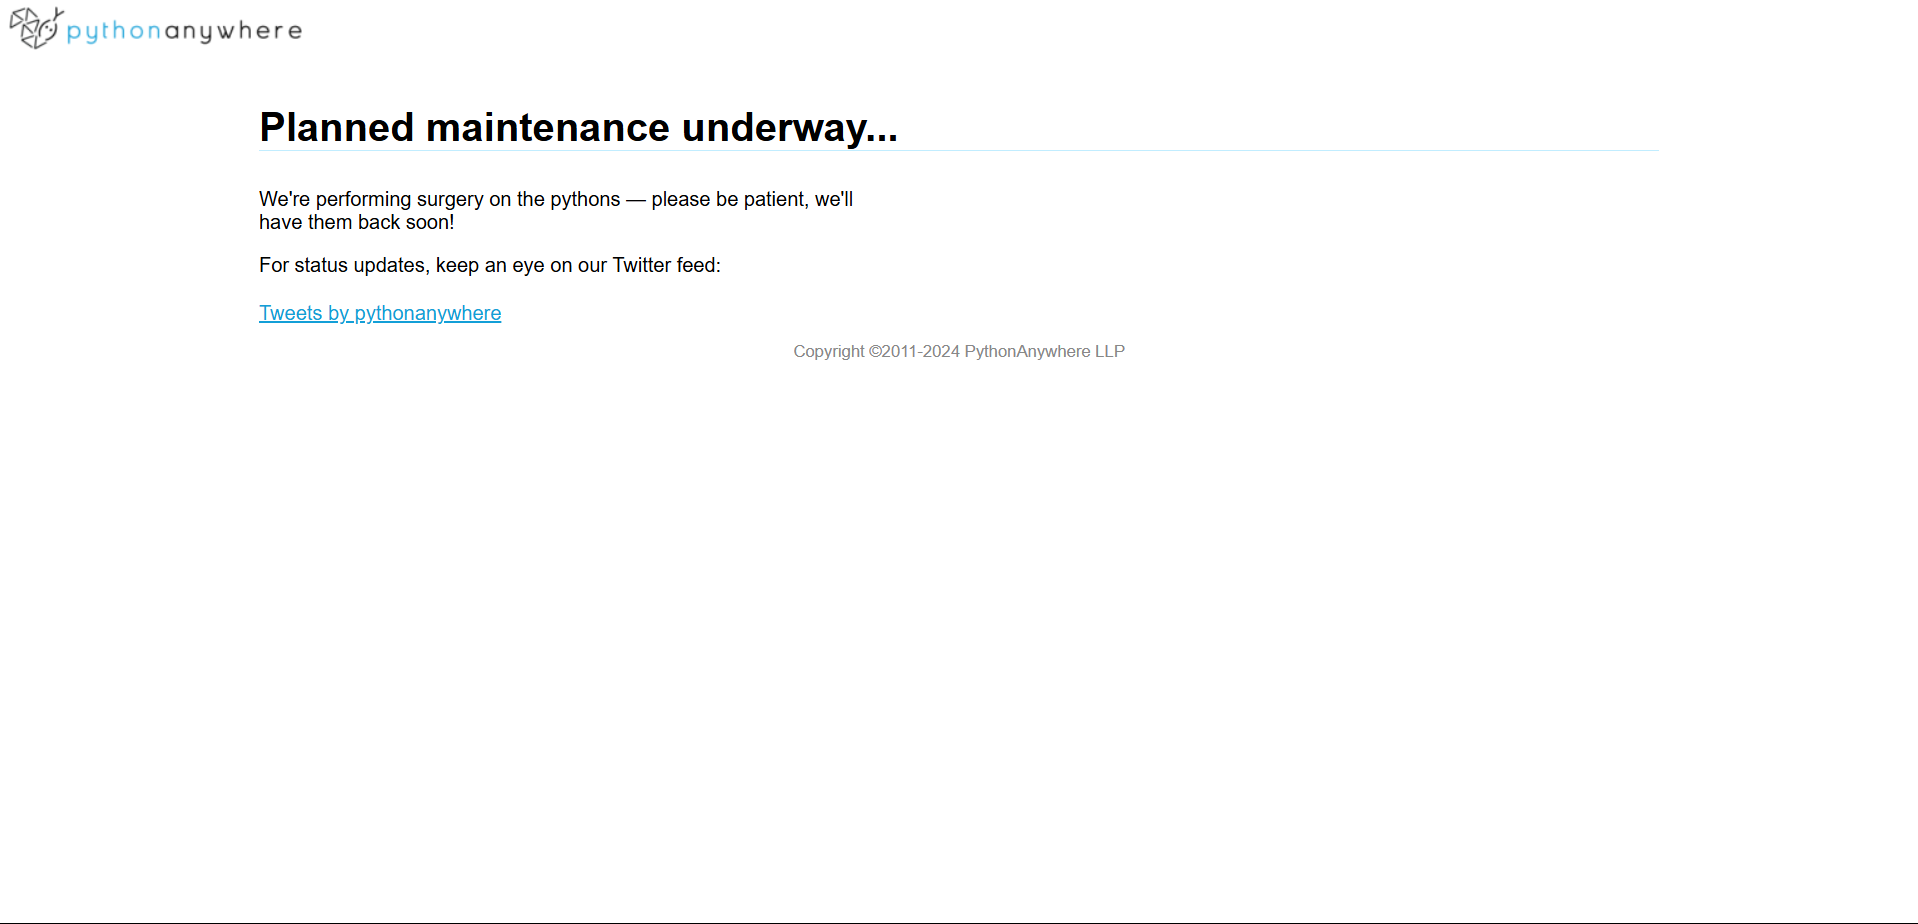 pythonanywhere
Planned maintenance underway...
We're performing surgery on the pythons — please be patient, we'll
have them back soon!
For status updates, keep an eye on our Twitter feed:
Tweets by pythonanywhere
Copyright ©2011-2024 PythonAnywhere LLP